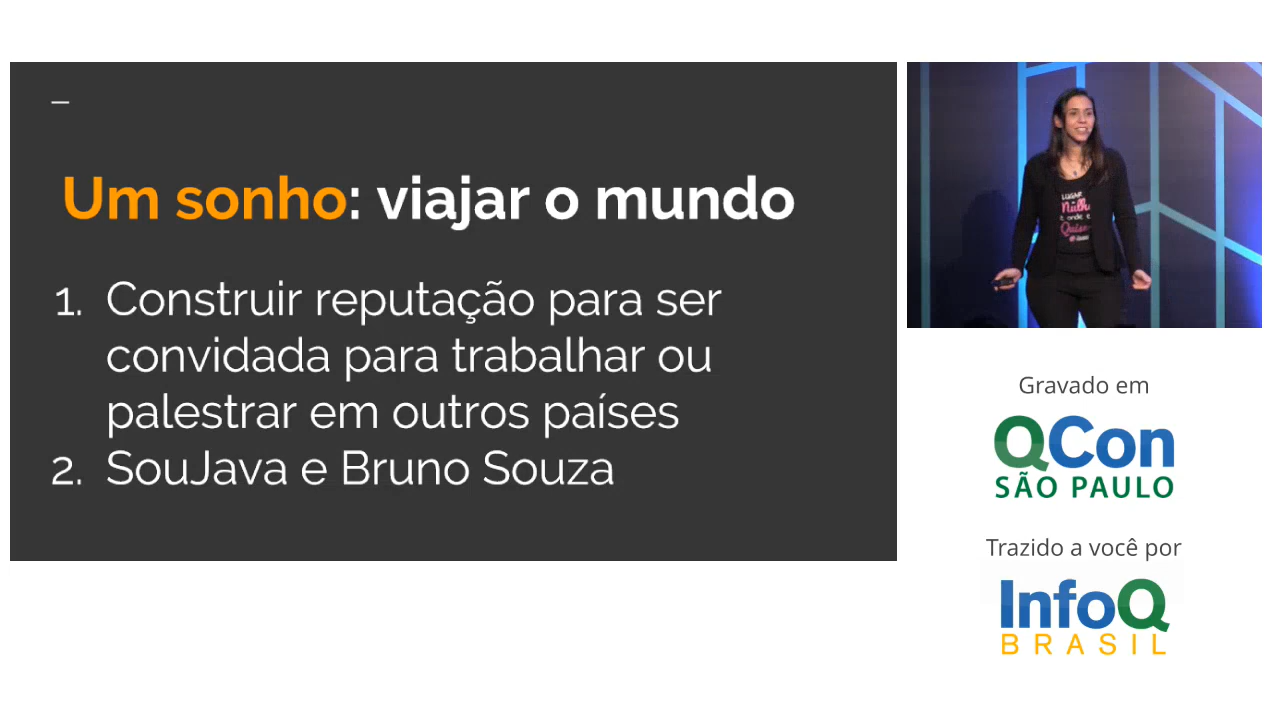 Um sonho: viajar o mundo
1. Construir reputação para ser
convidada para trabalhar ou
palestrar em outros países
2. SouJava e Bruno Souza
Gravado em
QCon
SÃO PAULO
Trazido a você por
InfoQ
BRASIL